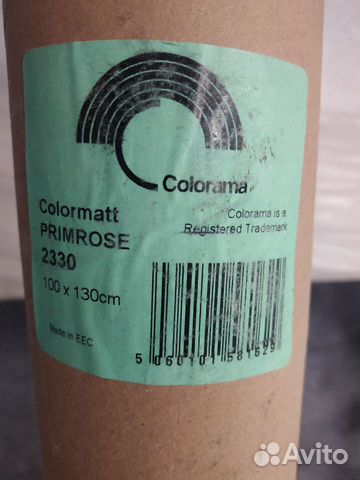 Colorama
Colormatt
PRIMROSE
2330
100 x 130cm
Colorama is a
Registered Trademark
Made in EEC
5 060101 581629
Avito